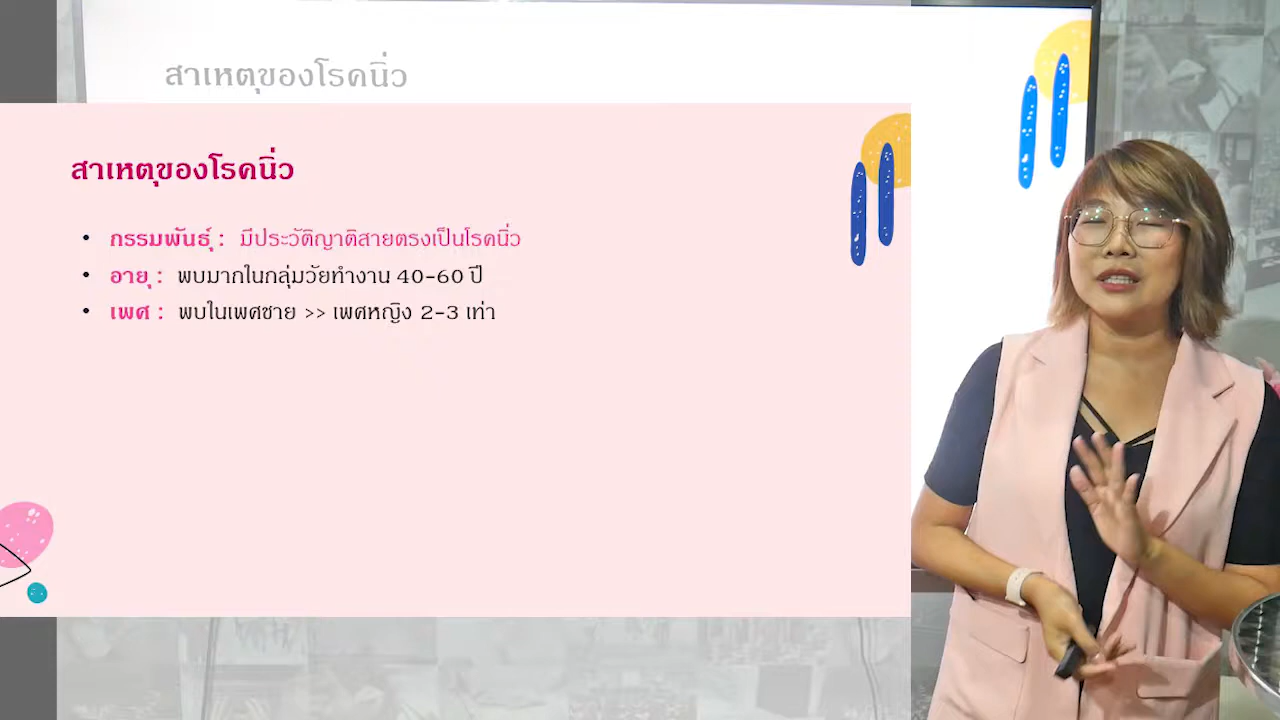 สาเหตุของโรคนิ่ว
สาเหตุของโรคนิ่ว
• กรรมพันธุ์ : มีประวัติญาติสายตรงเป็นโรคนิ่ว
• อายุ : พบมากในกลุ่มวัยทำงาน 40-60 ปี
• เพศ : พบในเพศชาย >> เพศหญิง 2-3 เท่า